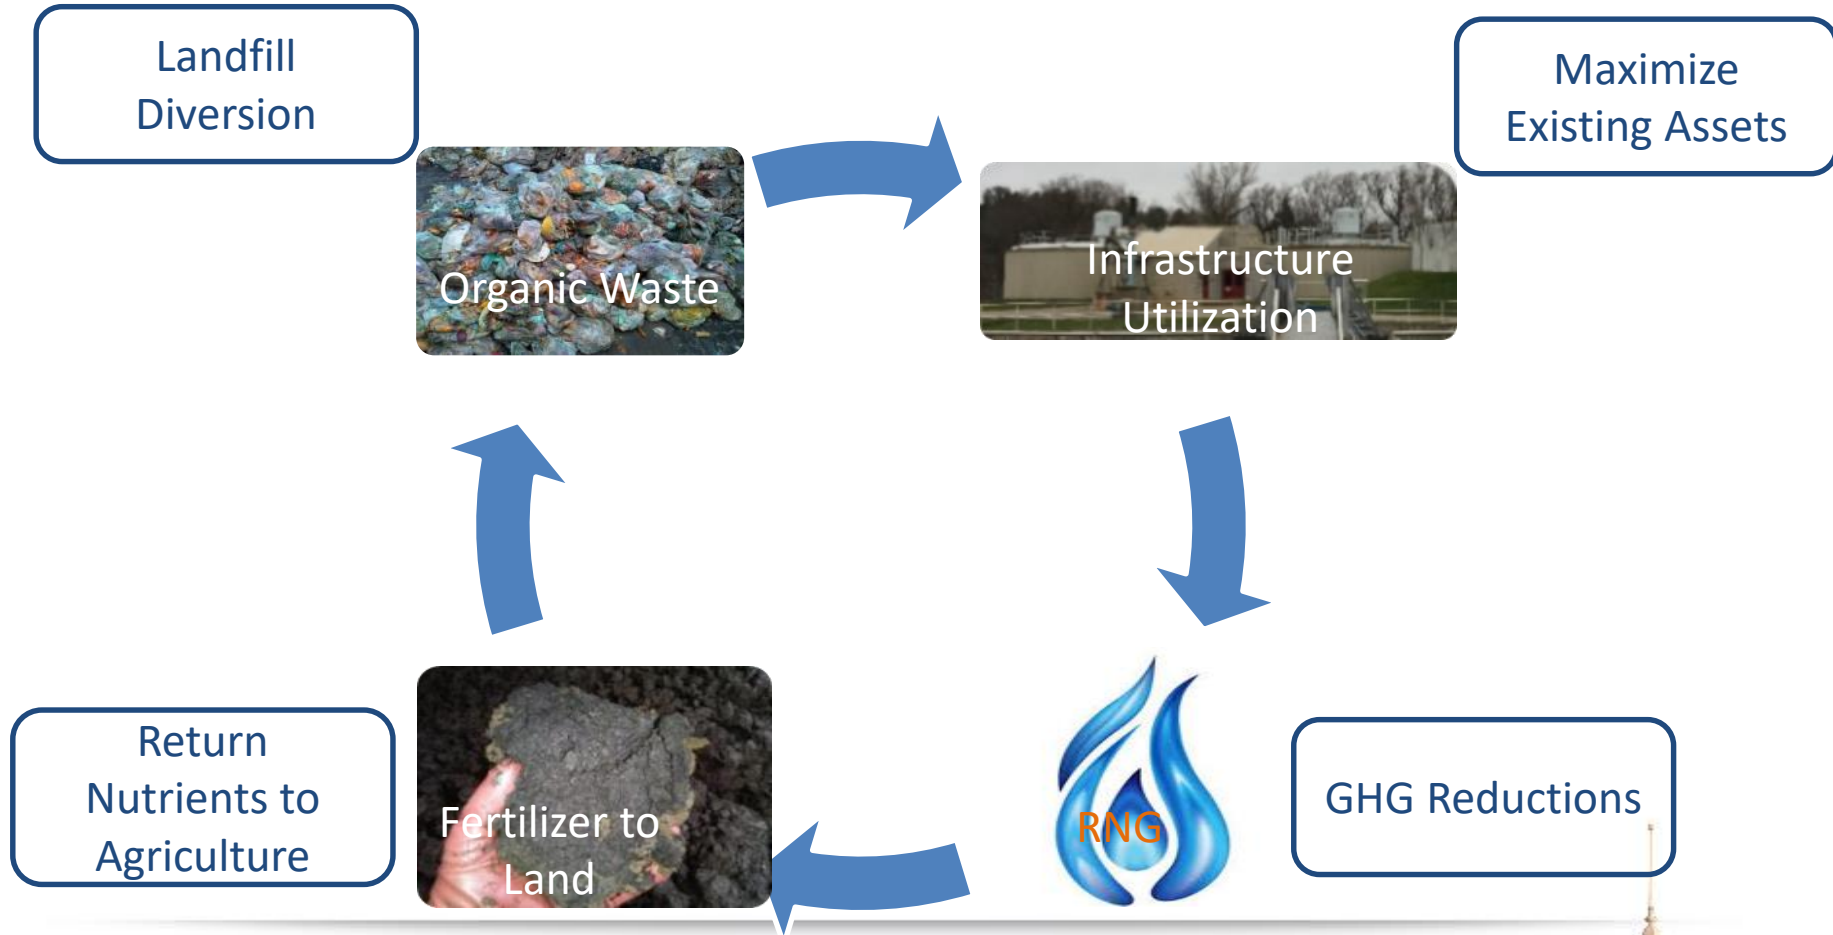 Landfill
Diversion
Maximize
Existing Assets
Organic Waste
Infrastructure
Utilization
Return
Nutrients to
Agriculture
Fertilizer to
Land
RNG
GHG Reductions